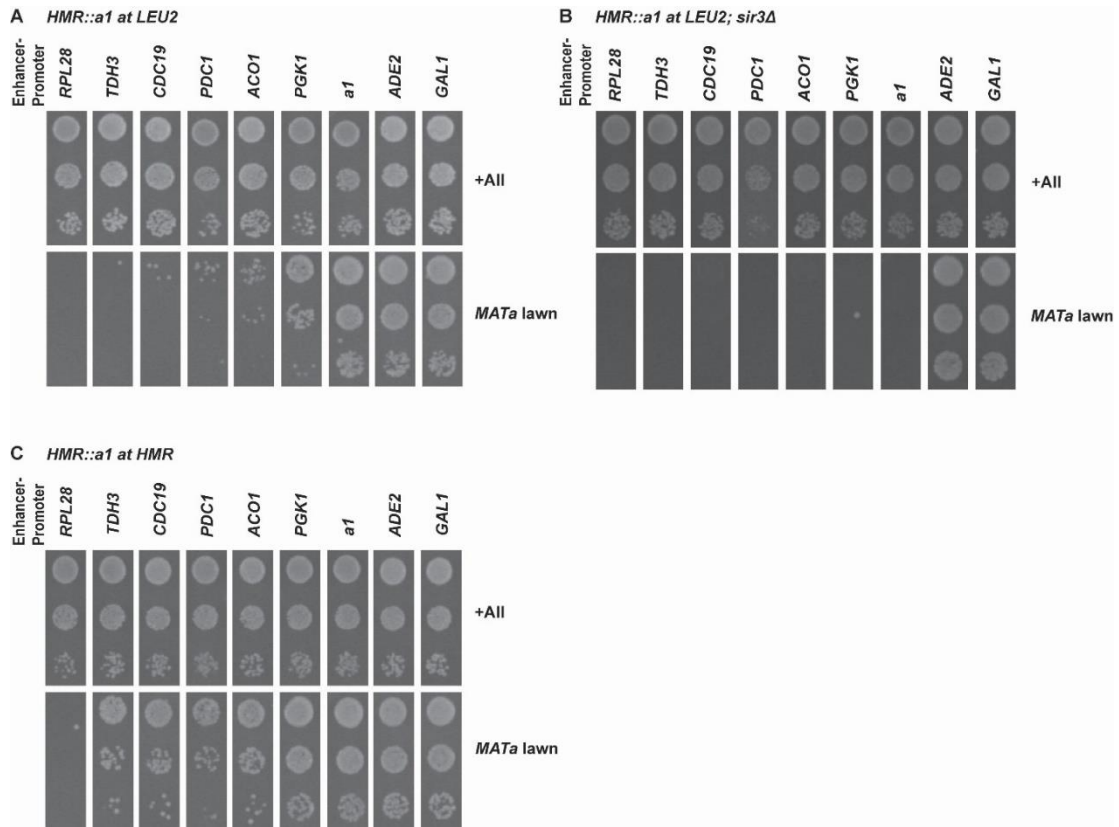 A HMR::a1 at LEU2
Enhancer-
Promoter
RPL28
TDH3
CDC19
PDC1
ACO1
PGK1
a1
ADE2
GAL1
+All
MATa lawn
B HMR::a1 at LEU2; sir3Δ
Enhancer-
Promoter
RPL28
TDH3
CDC19
PDC1
ACO1
PGK1
a1
ADE2
GAL1
+All
MATa lawn
C HMR::a1 at HMR
Enhancer-
Promoter
RPL28
TDH3
CDC19
PDC1
ACO1
PGK1
a1
ADE2
GAL1
+All
MATa lawn